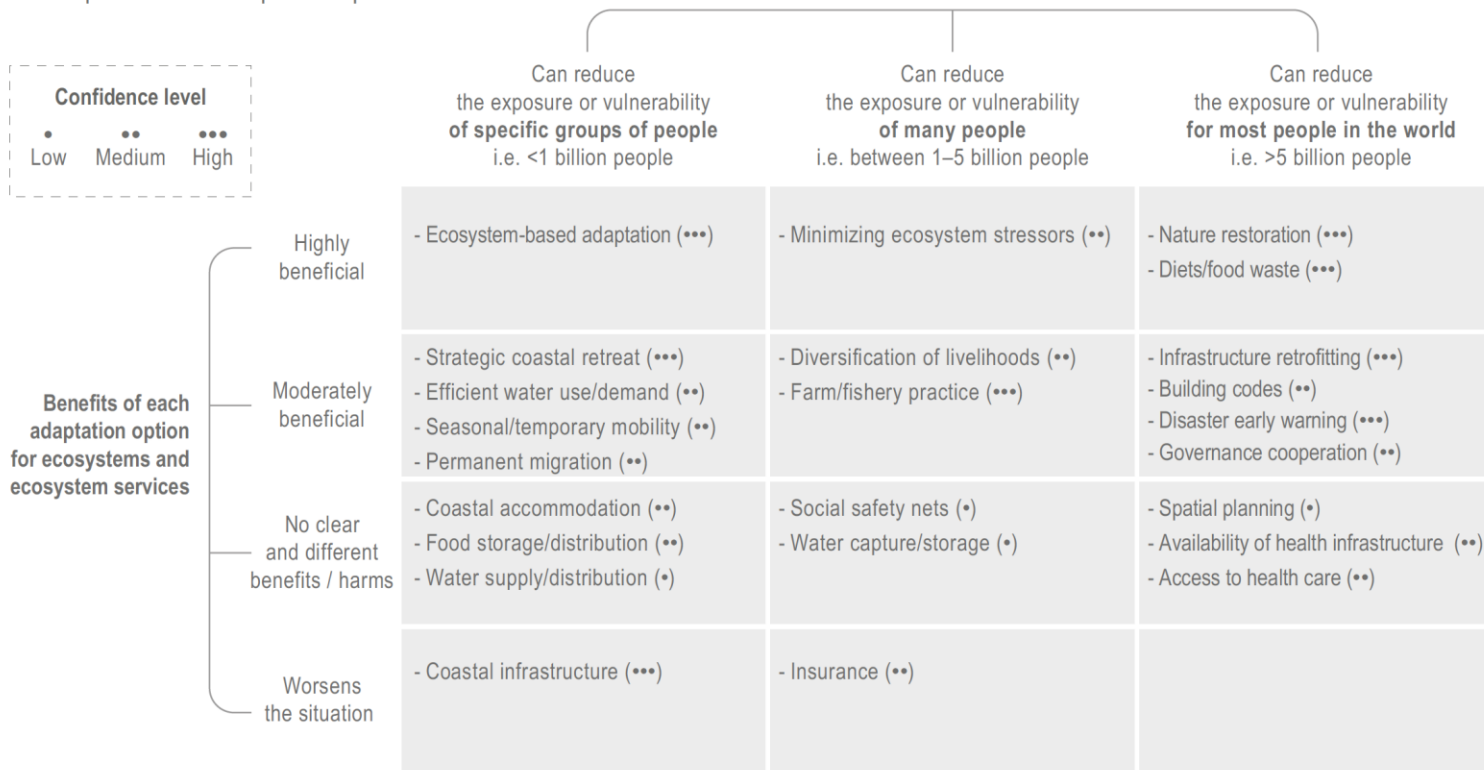 Confidence level
• •• •••
Low Medium High
Can reduce
the exposure or vulnerability
of specific groups of people
i.e. <1 billion people
Can reduce
the exposure or vulnerability
of many people
i.e. between 1–5 billion people
Can reduce
the exposure or vulnerability
for most people in the world
i.e. >5 billion people
Benefits of each
adaptation option
for ecosystems and
ecosystem services
Highly
beneficial
- Ecosystem-based adaptation (•••)
- Minimizing ecosystem stressors (••)
- Nature restoration (•••)
- Diets/food waste (•••)
Moderately
beneficial
- Strategic coastal retreat (•••)
- Efficient water use/demand (••)
- Seasonal/temporary mobility (••)
- Permanent migration (••)
- Diversification of livelihoods (••)
- Farm/fishery practice (•••)
- Infrastructure retrofitting (•••)
- Building codes (••)
- Disaster early warning (•••)
- Governance cooperation (••)
No clear
and different
benefits / harms
- Coastal accommodation (••)
- Food storage/distribution (••)
- Water supply/distribution (•)
- Social safety nets (•)
- Water capture/storage (•)
- Spatial planning (•)
- Availability of health infrastructure (••)
- Access to health care (••)
Worsens
the situation
- Coastal infrastructure (•••)
- Insurance (••)